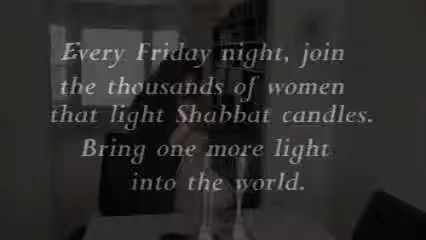 Every Friday night, join
the thousands of women
that light Shabbat candles.
Bring one more light
into the world.